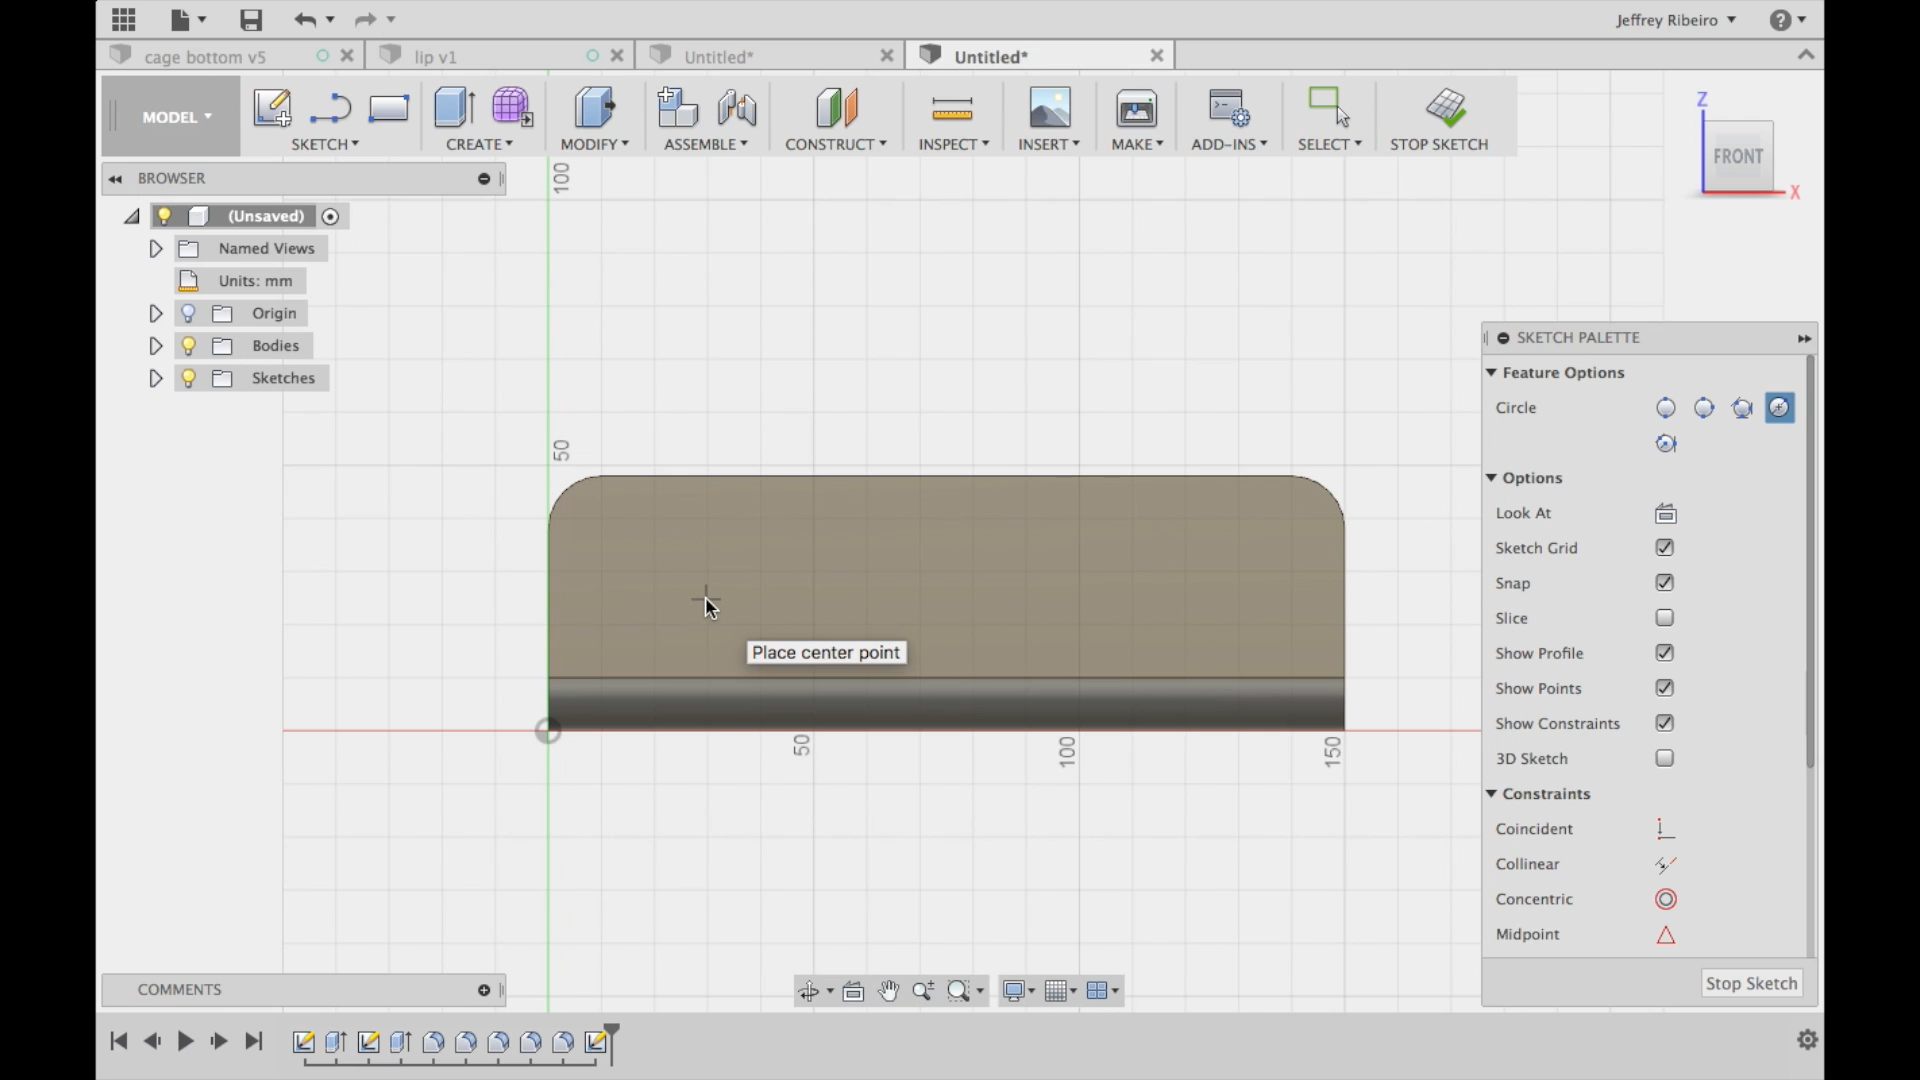 Jeffrey Ribeiro
cage bottom v5
lip v1
Untitled*
Untitled*
MODEL
SKETCH
CREATE
MODIFY
ASSEMBLE
CONSTRUCT
INSPECT
INSERT
MAKE
ADD-INS
SELECT
STOP SKETCH
Z
FRONT
X
BROWSER
(Unsaved)
Named Views
Units: mm
Origin
Bodies
Sketches
100
50
50
100
150
Place center point
SKETCH PALETTE
Feature Options
Circle
Options
Look At
Sketch Grid
Snap
Slice
Show Profile
Show Points
Show Constraints
3D Sketch
Constraints
Coincident
Collinear
Concentric
Midpoint
Stop Sketch
COMMENTS